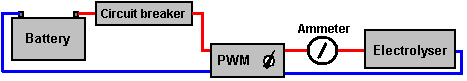 Circuit breaker
Ammeter
Battery
Electrolyser
PWM